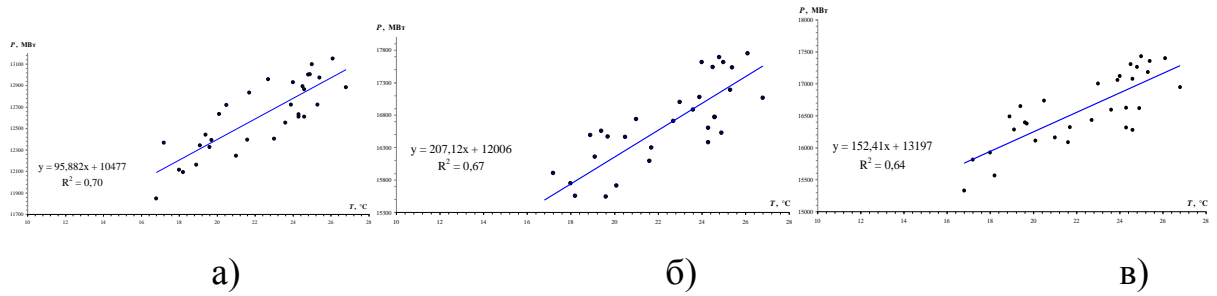 P, МВт
13100
12900
12700
12500
12300
12100
11900
11700
10 12 14 16 18 20 22 24 26 28
T, °C
y = 95,882x + 10477
R² = 0,70
а)
P, МВт
17800
17300
16800
16300
15800
15300
10 12 14 16 18 20 22 24 26 28
T, °C
y = 207,12x + 12006
R² = 0,67
б)
P, МВт
18000
17000
16000
15000
10 12 14 16 18 20 22 24 26 28
T, °C
y = 152,41x + 13197
R² = 0,64
в)